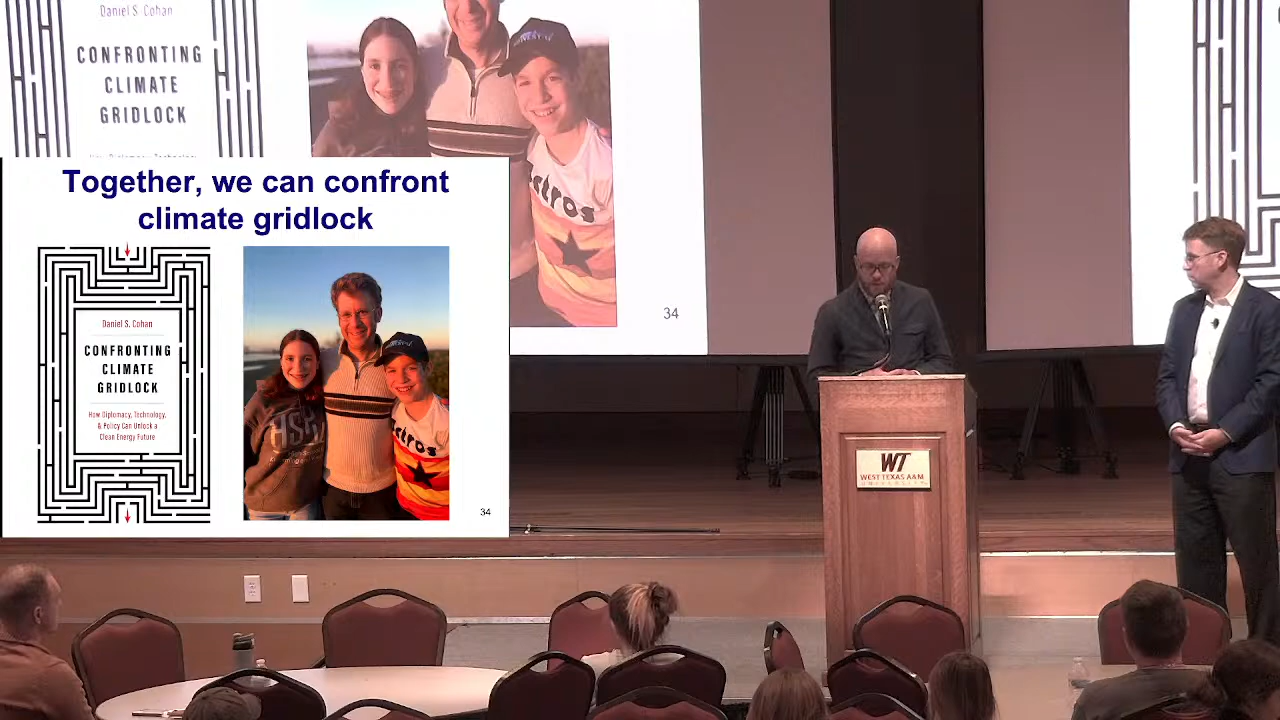 Daniel S. Cohan
CONFRONTING
CLIMATE
GRIDLOCK
34
Together, we can confront
climate gridlock
Daniel S. Cohan
CONFRONTING
CLIMATE
GRIDLOCK
How Diplomacy, Technology,
& Policy Can Unlock a
Clean Energy Future
34
WT
WEST TEXAS A&M
UNIVERSITY